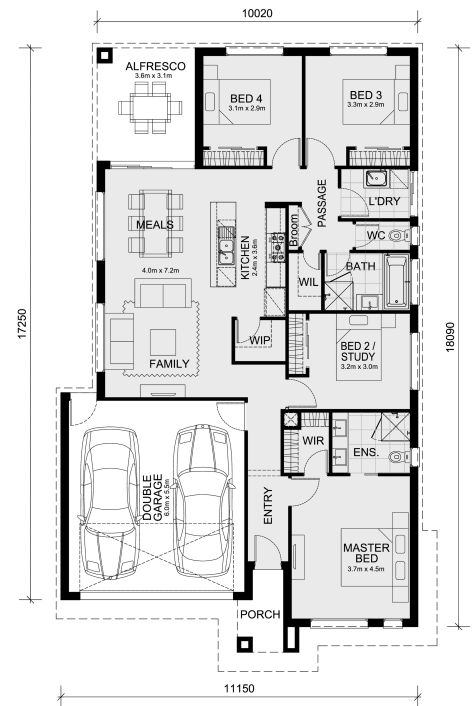 10020
ALFRESCO
3.6m x 3.1m
BED 4
3.1m x 2.9m
BED 3
3.3m x 2.9m
PASSAGE
L'DRY
MEALS
Broom
WC
KITCHEN
2.4m x 3.6m
4.0m x 7.2m
WIL
BATH
17250
18090
WIP
BED 2 /
STUDY
3.2m x 3.0m
FAMILY
WIR
ENS.
DOUBLE
GARAGE
6.0m x 5.5m
ENTRY
MASTER
BED
3.7m x 4.5m
PORCH
11150